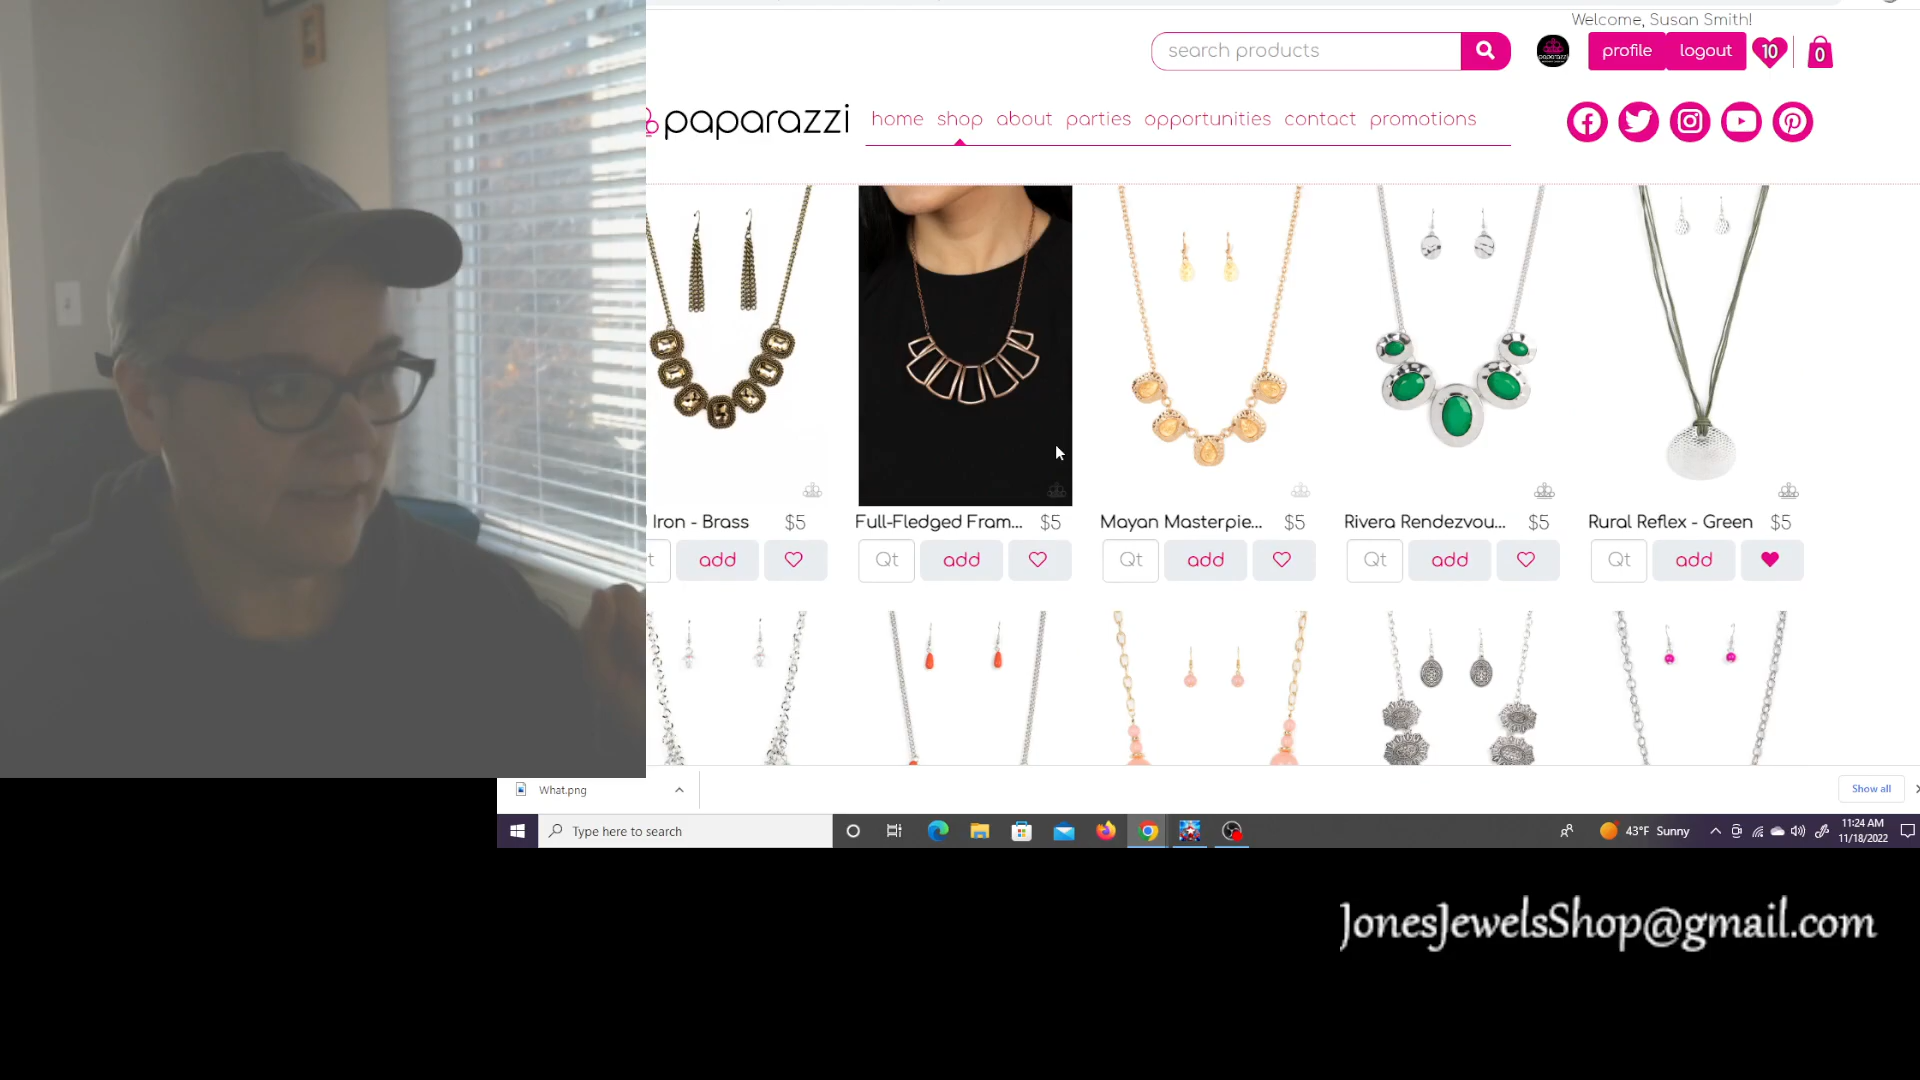 Welcome, Susan Smith!
search products
profile
logout
10
0
paparazzi
home
shop
about
parties
opportunities
contact
promotions
Iron - Brass $5
Full-Fledged Fram... $5
Mayan Masterpie... $5
Rivera Rendezvou... $5
Rural Reflex - Green $5
t add
Qt add
Qt add
Qt add
Qt add
What.png
Show all
Type here to search
43°F Sunny
11:24 AM
11/18/2022
JonesJewelsShop@gmail.com